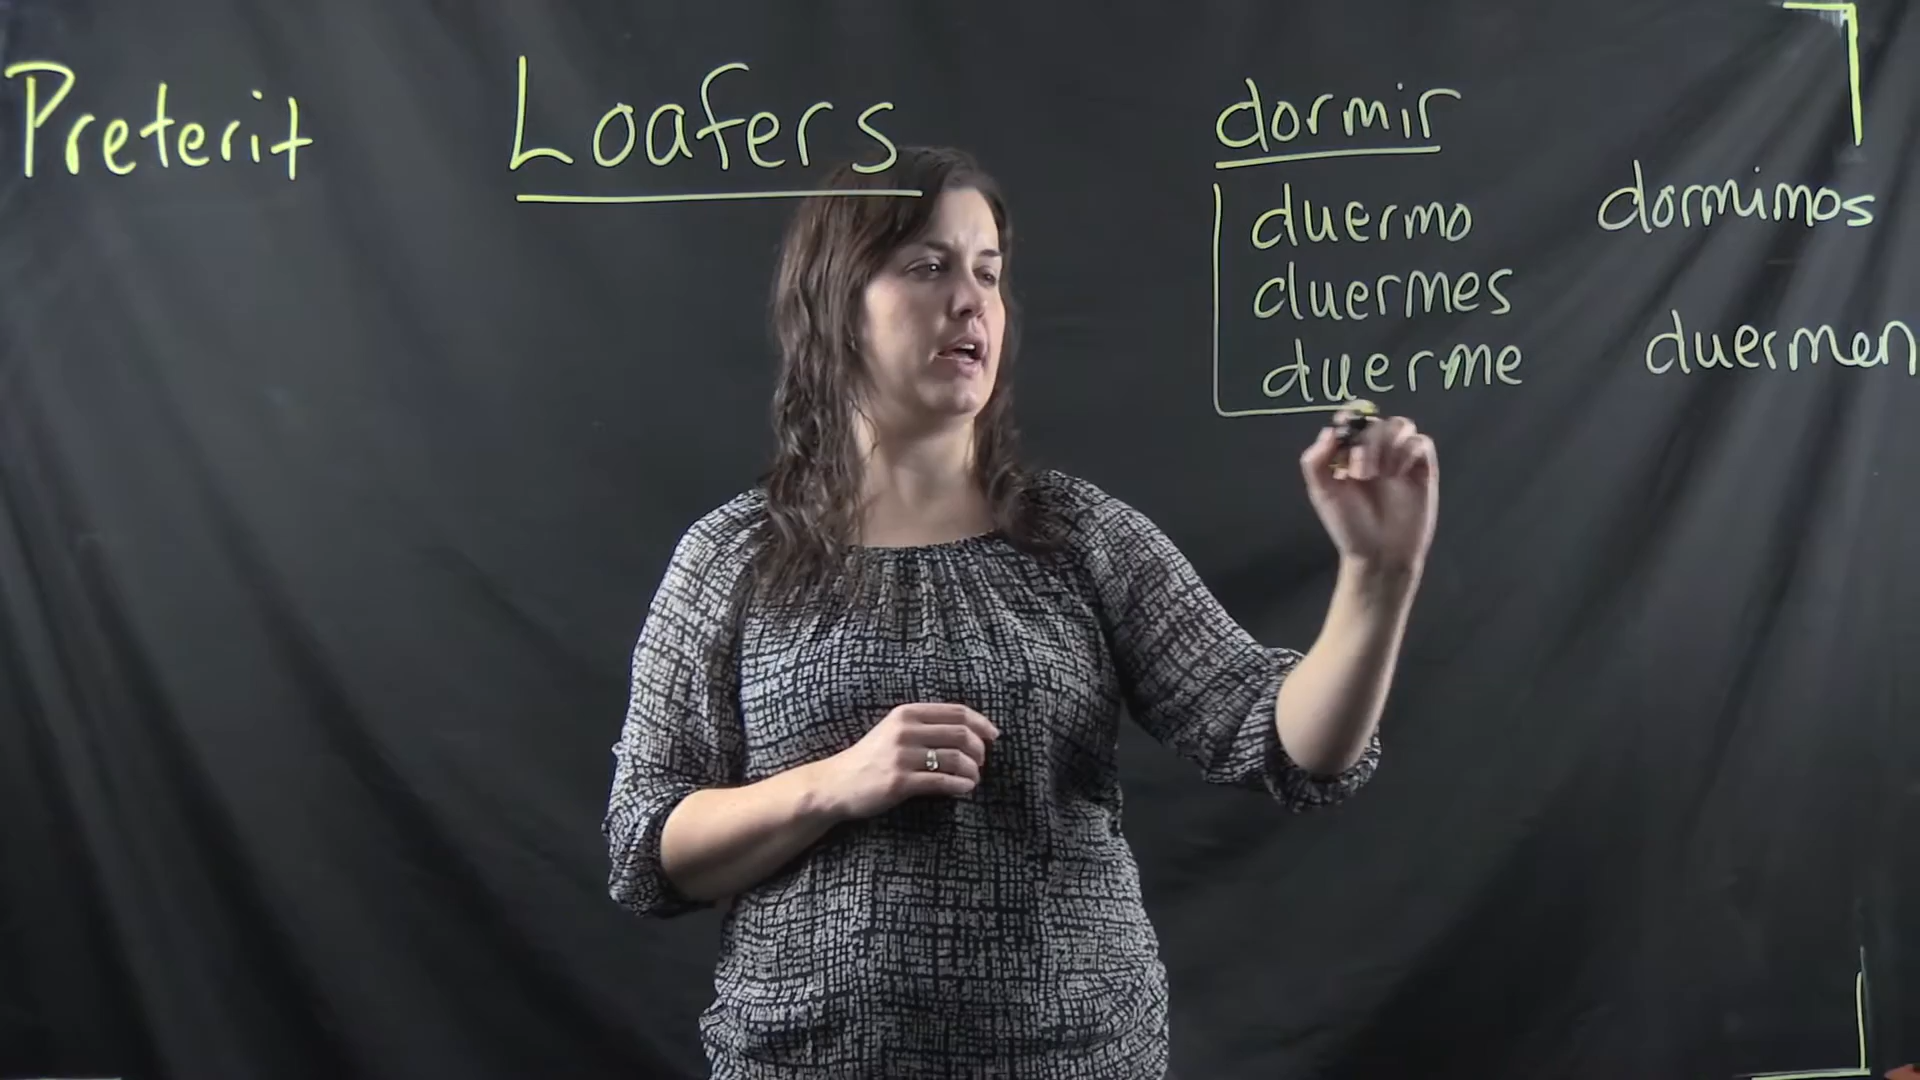 Preterit
Loafers
dormir
duermo dormimos
duermes
duerme duermen